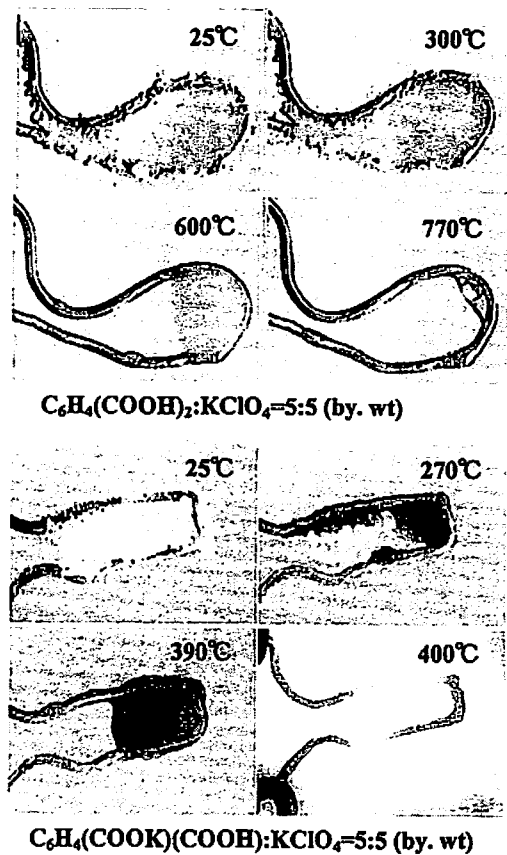 25℃ 300℃
600℃ 770℃
C₆H₄(COOH)₂:KClO₄=5:5 (by. wt)
25℃ 270℃
390℃ 400℃
C₆H₄(COOK)(COOH):KClO₄=5:5 (by. wt)